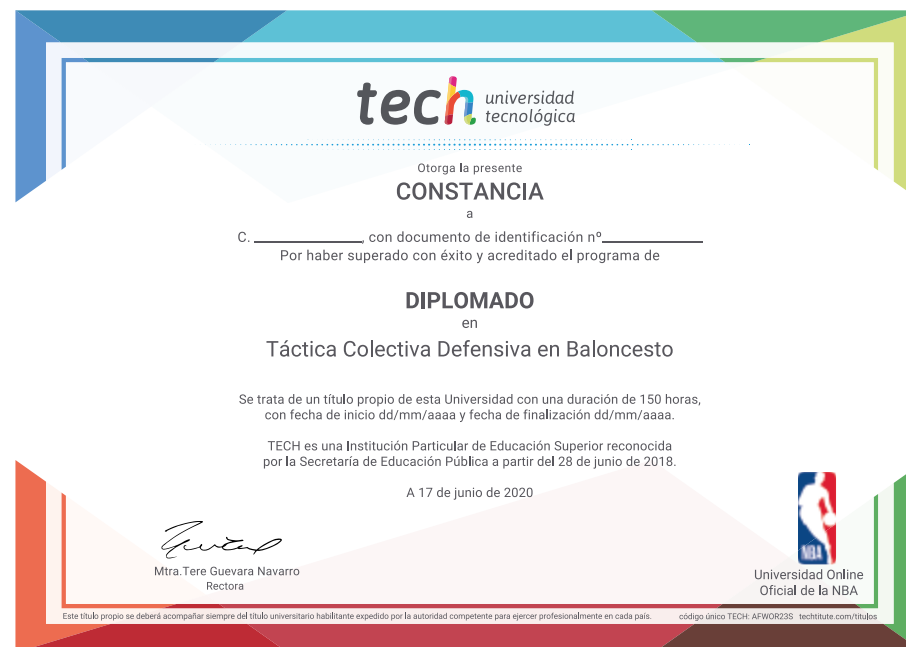 tech universidad
tecnológica
Otorga la presente
CONSTANCIA
a
C. ______________, con documento de identificación nº_____________
Por haber superado con éxito y acreditado el programa de
DIPLOMADO
en
Táctica Colectiva Defensiva en Baloncesto
Se trata de un título propio de esta Universidad con una duración de 150 horas,
con fecha de inicio dd/mm/aaaa y fecha de finalización dd/mm/aaaa.
TECH es una Institución Particular de Educación Superior reconocida
por la Secretaría de Educación Pública a partir del 28 de junio de 2018.
A 17 de junio de 2020
Mtra.Tere Guevara Navarro
Rectora
NBA
Universidad Online
Oficial de la NBA
Este título propio se deberá acompañar siempre del título universitario habilitante expedido por la autoridad competente para ejercer profesionalmente en cada país.
código único TECH: AFWOR23S techtitute.com/titulos